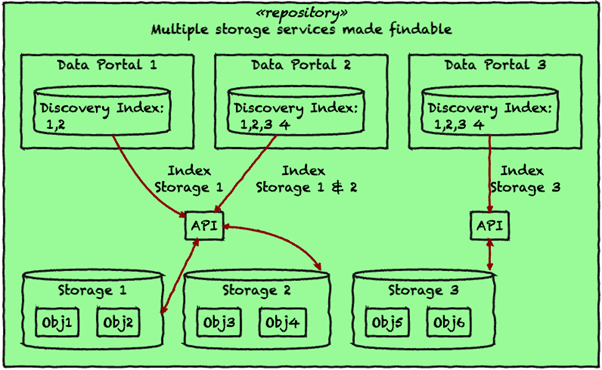 «repository»
Multiple storage services made findable
Data Portal 1
Data Portal 2
Data Portal 3
Discovery Index:
1,2
Discovery Index:
1,2,3 4
Discovery Index:
1,2,3 4
Index
Storage 1
Index
Storage 1 & 2
Index
Storage 3
API
API
Storage 1
Storage 2
Storage 3
Obj1
Obj2
Obj3
Obj4
Obj5
Obj6